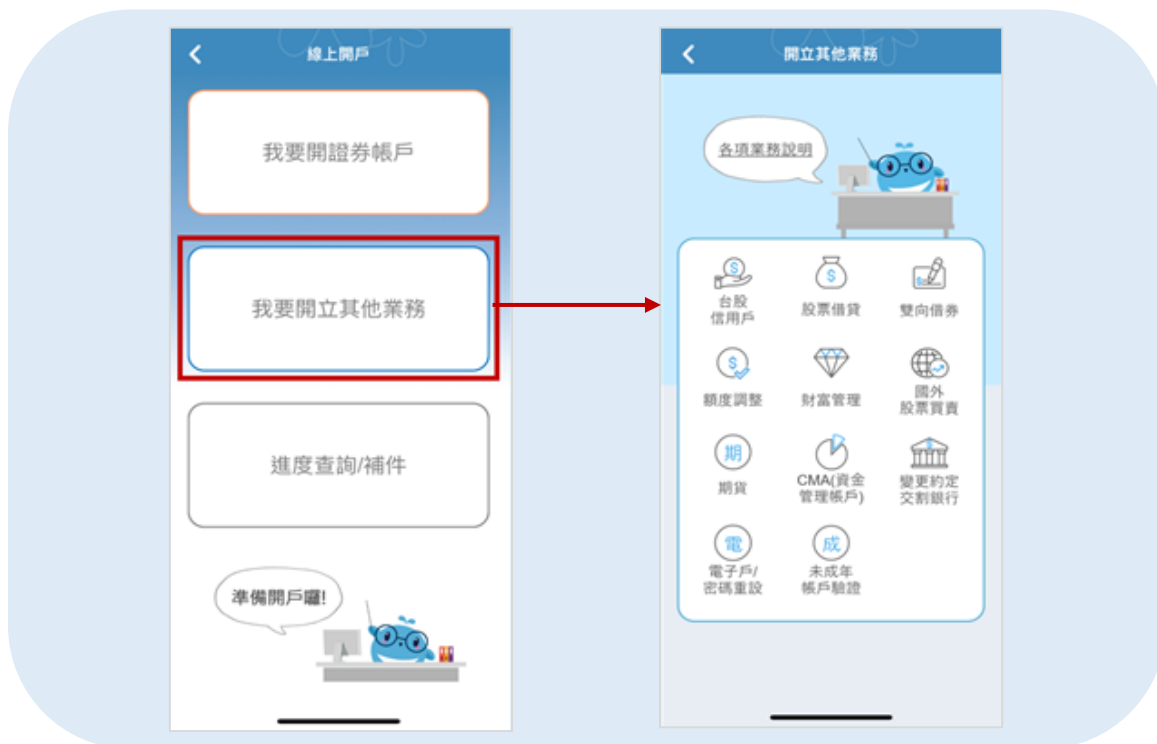 線上開戶
我要開證券帳戶
我要開立其他業務
進度查詢/補件
準備開戶囉!
開立其他業務
各項業務說明
台股
信用戶
股票借貸
雙向借券
額度調整
財富管理
國外
股票買賣
期
期貨
CMA(資金
管理帳戶)
變更約定
交割銀行
電
電子戶/
密碼重設
成
未成年
帳戶驗證